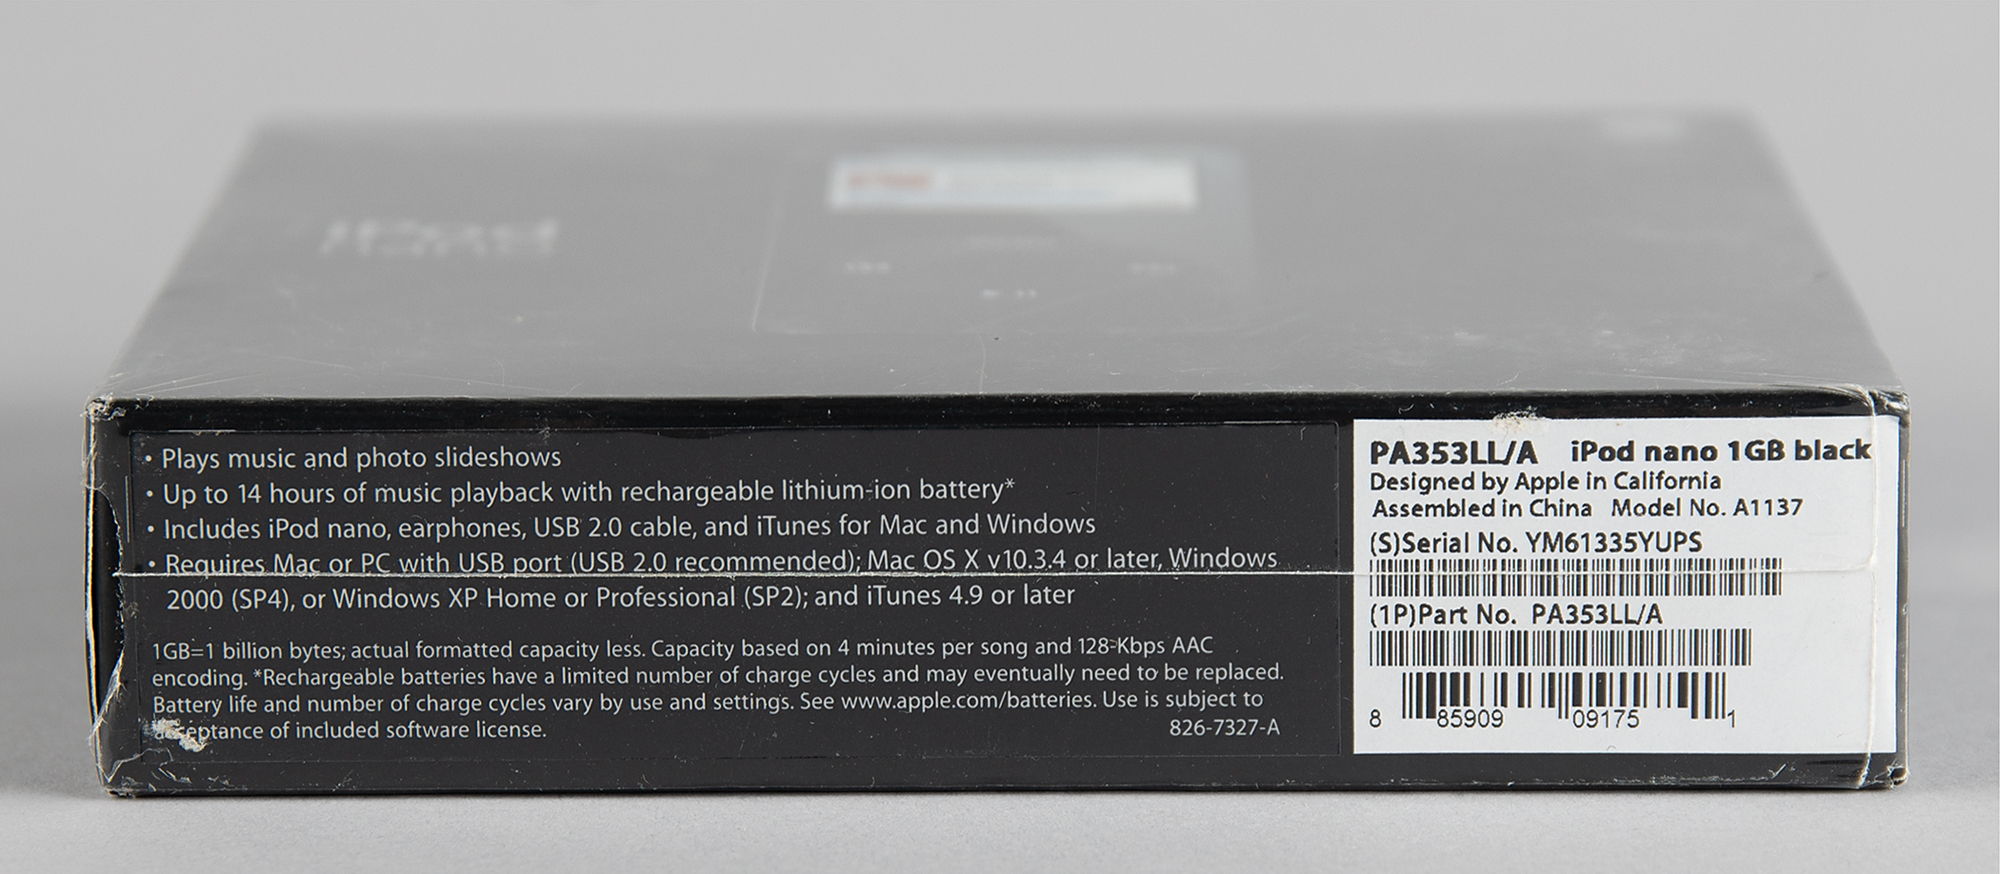 iPod
nano
• Plays music and photo slideshows
• Up to 14 hours of music playback with rechargeable lithium-ion battery*
• Includes iPod nano, earphones, USB 2.0 cable, and iTunes for Mac and Windows
• Requires Mac or PC with USB port (USB 2.0 recommended); Mac OS X v10.3.4 or later, Windows
2000 (SP4), or Windows XP Home or Professional (SP2); and iTunes 4.9 or later
1GB=1 billion bytes; actual formatted capacity less. Capacity based on 4 minutes per song and 128-Kbps AAC
encoding. *Rechargeable batteries have a limited number of charge cycles and may eventually need to be replaced.
Battery life and number of charge cycles vary by use and settings. See www.apple.com/batteries. Use is subject to
acceptance of included software license. 826-7327-A
PA353LL/A iPod nano 1GB black
Designed by Apple in California
Assembled in China Model No. A1137
(S)Serial No. YM61335YUPS
(1P)Part No. PA353LL/A
8 85909 09175 1